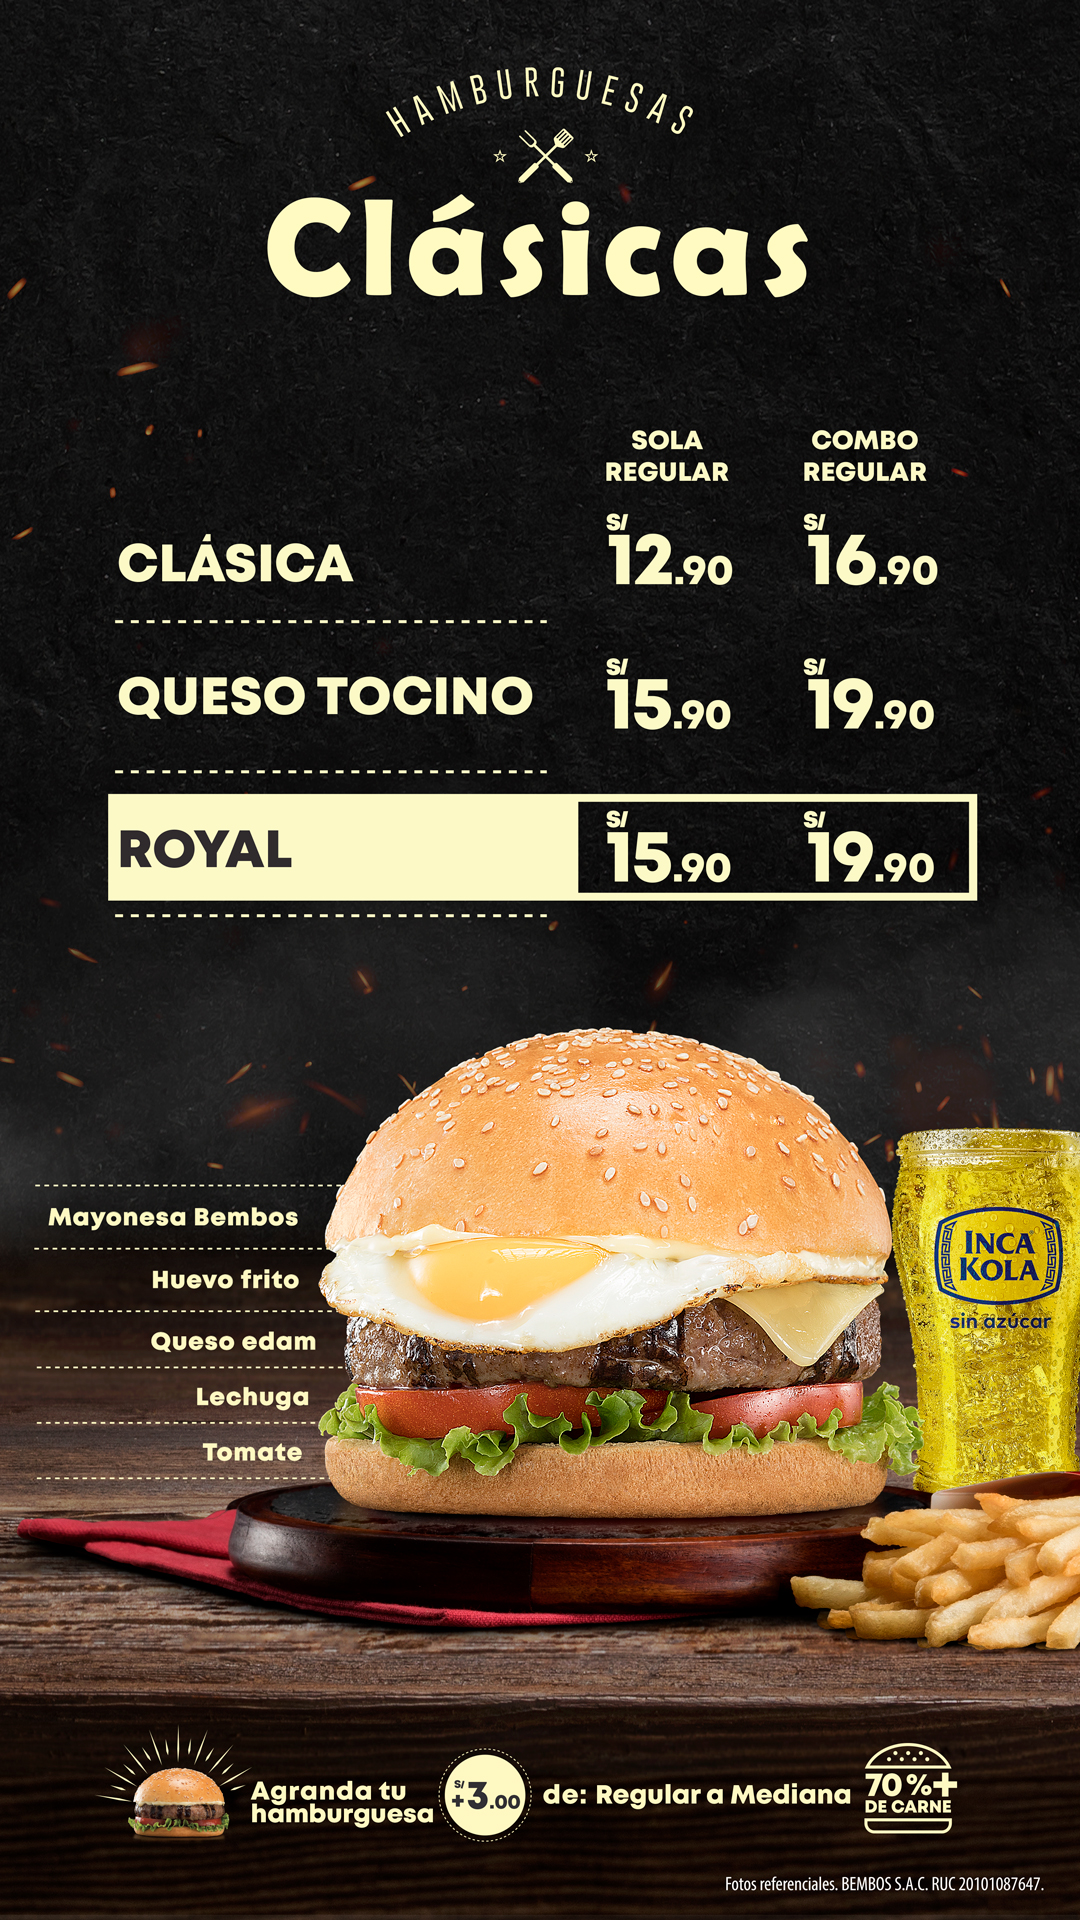 HAMBURGUESAS
Clásicas
SOLA REGULAR
COMBO REGULAR
CLÁSICA S/12.90 S/16.90
QUESO TOCINO S/15.90 S/19.90
ROYAL S/15.90 S/19.90
Mayonesa Bembos
Huevo frito
Queso edam
Lechuga
Tomate
INCA
KOLA
sin azúcar
Agranda tu
hamburguesa
S/+3.00
de: Regular a Mediana
70%+
DE CARNE
Fotos referenciales. BEMBOS S.A.C. RUC 20101087647.